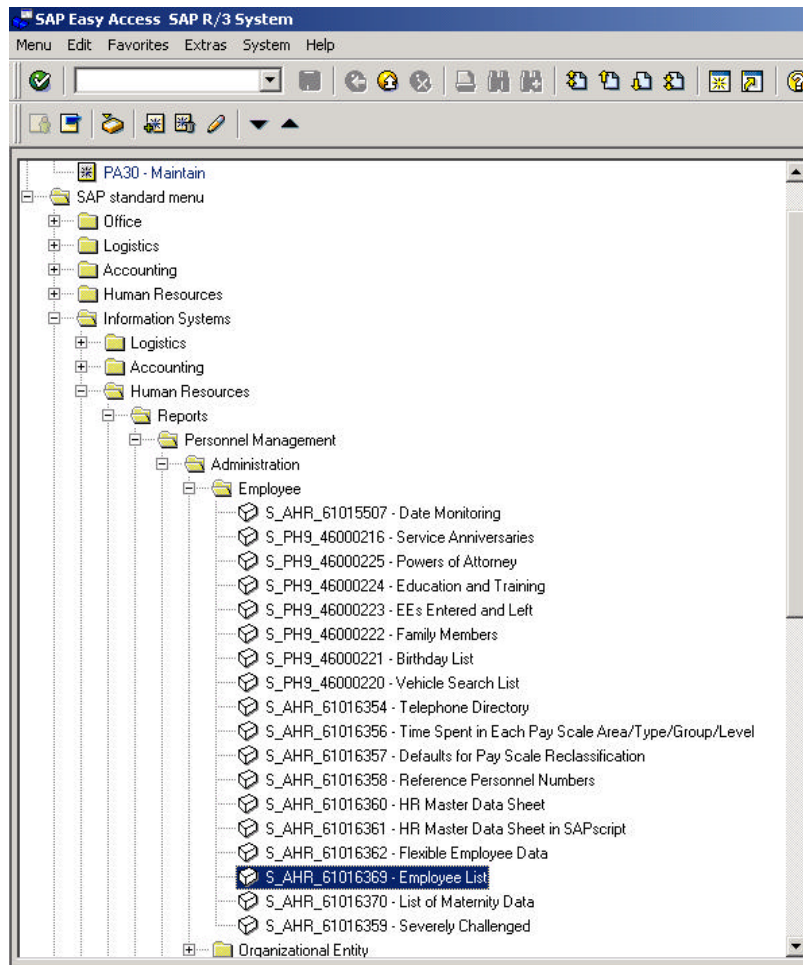 SAP Easy Access SAP R/3 System
Menu Edit Favorites Extras System Help
PA30 - Maintain
SAP standard menu
Office
Logistics
Accounting
Human Resources
Information Systems
Logistics
Accounting
Human Resources
Reports
Personnel Management
Administration
Employee
S_AHR_61015507 - Date Monitoring
S_PH9_46000216 - Service Anniversaries
S_PH9_46000225 - Powers of Attorney
S_PH9_46000224 - Education and Training
S_PH9_46000223 - EEs Entered and Left
S_PH9_46000222 - Family Members
S_PH9_46000221 - Birthday List
S_PH9_46000220 - Vehicle Search List
S_AHR_61016354 - Telephone Directory
S_AHR_61016356 - Time Spent in Each Pay Scale Area/Type/Group/Level
S_AHR_61016357 - Defaults for Pay Scale Reclassification
S_AHR_61016358 - Reference Personnel Numbers
S_AHR_61016360 - HR Master Data Sheet
S_AHR_61016361 - HR Master Data Sheet in SAPscript
S_AHR_61016362 - Flexible Employee Data
S_AHR_61016369 - Employee List
S_AHR_61016370 - List of Maternity Data
S_AHR_61016359 - Severely Challenged
Organizational Entity